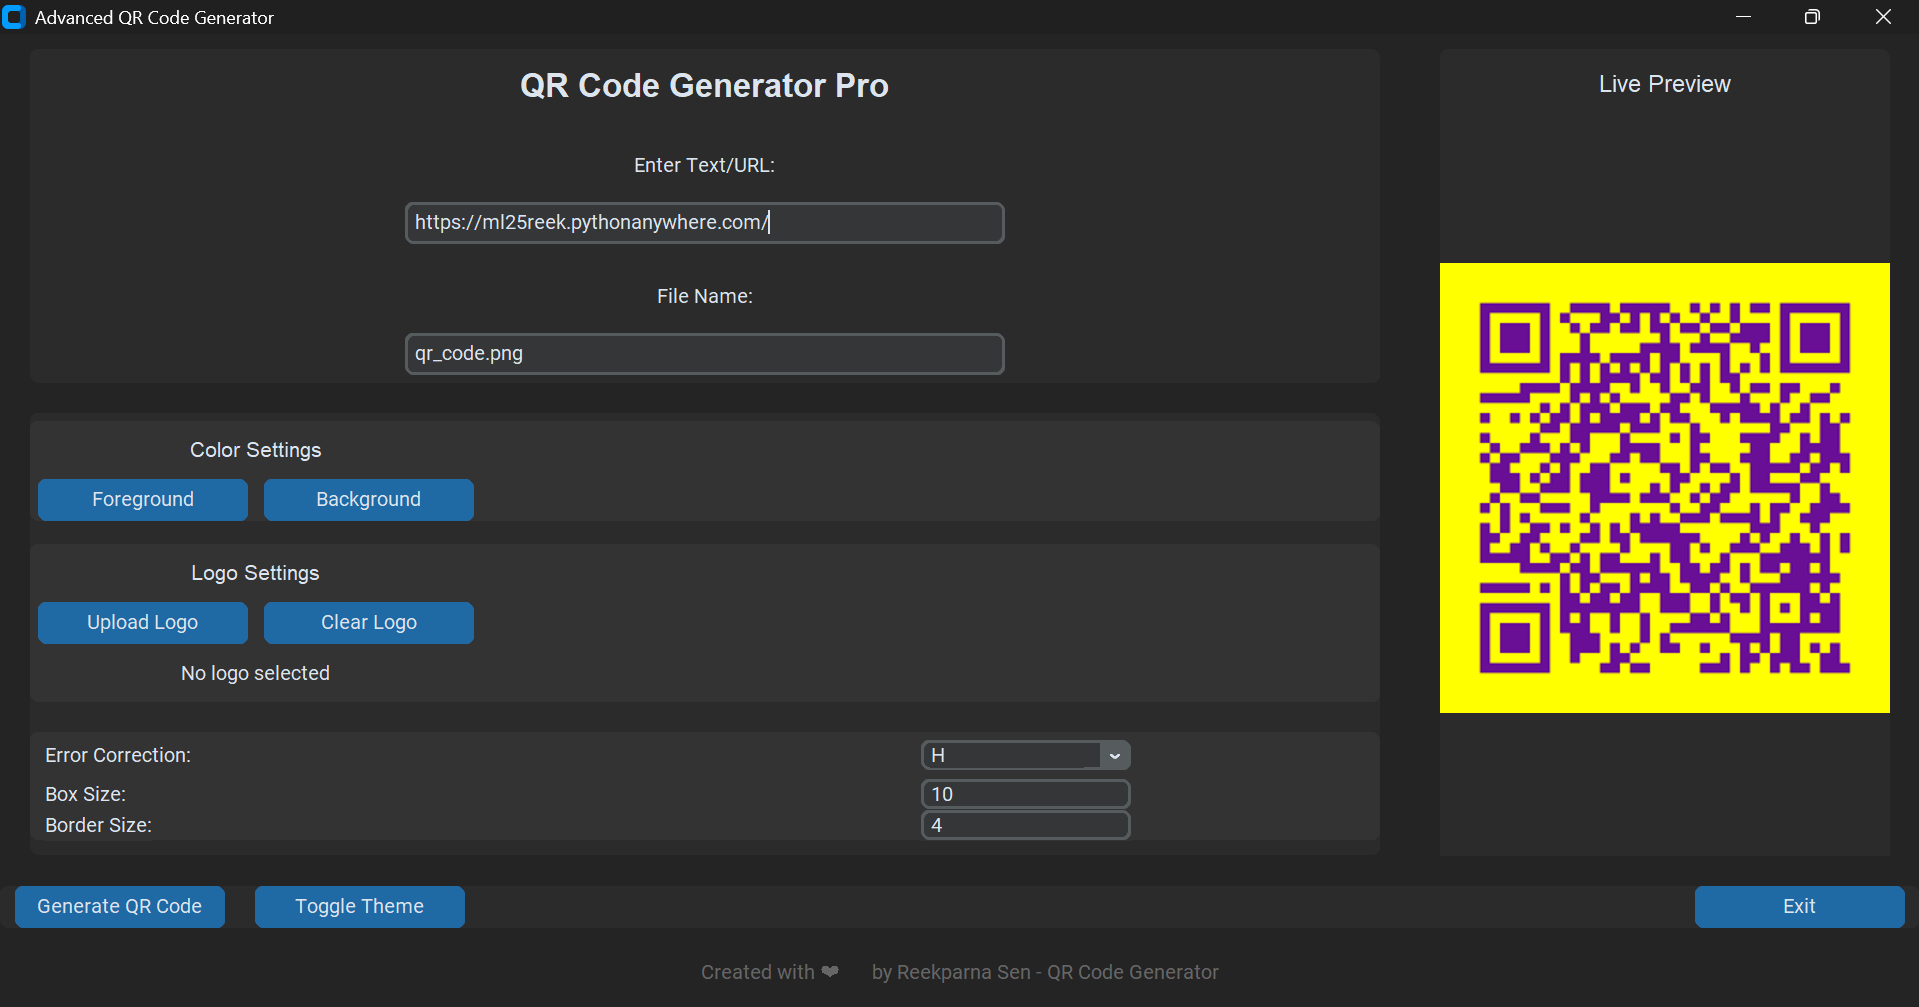 Advanced QR Code Generator
QR Code Generator Pro
Enter Text/URL:
https://ml25reek.pythonanywhere.com/
File Name:
qr_code.png
Color Settings
Foreground Background
Logo Settings
Upload Logo Clear Logo
No logo selected
Error Correction: H
Box Size: 10
Border Size: 4
Live Preview
Generate QR Code Toggle Theme Exit
Created with ❤ by Reekparna Sen - QR Code Generator